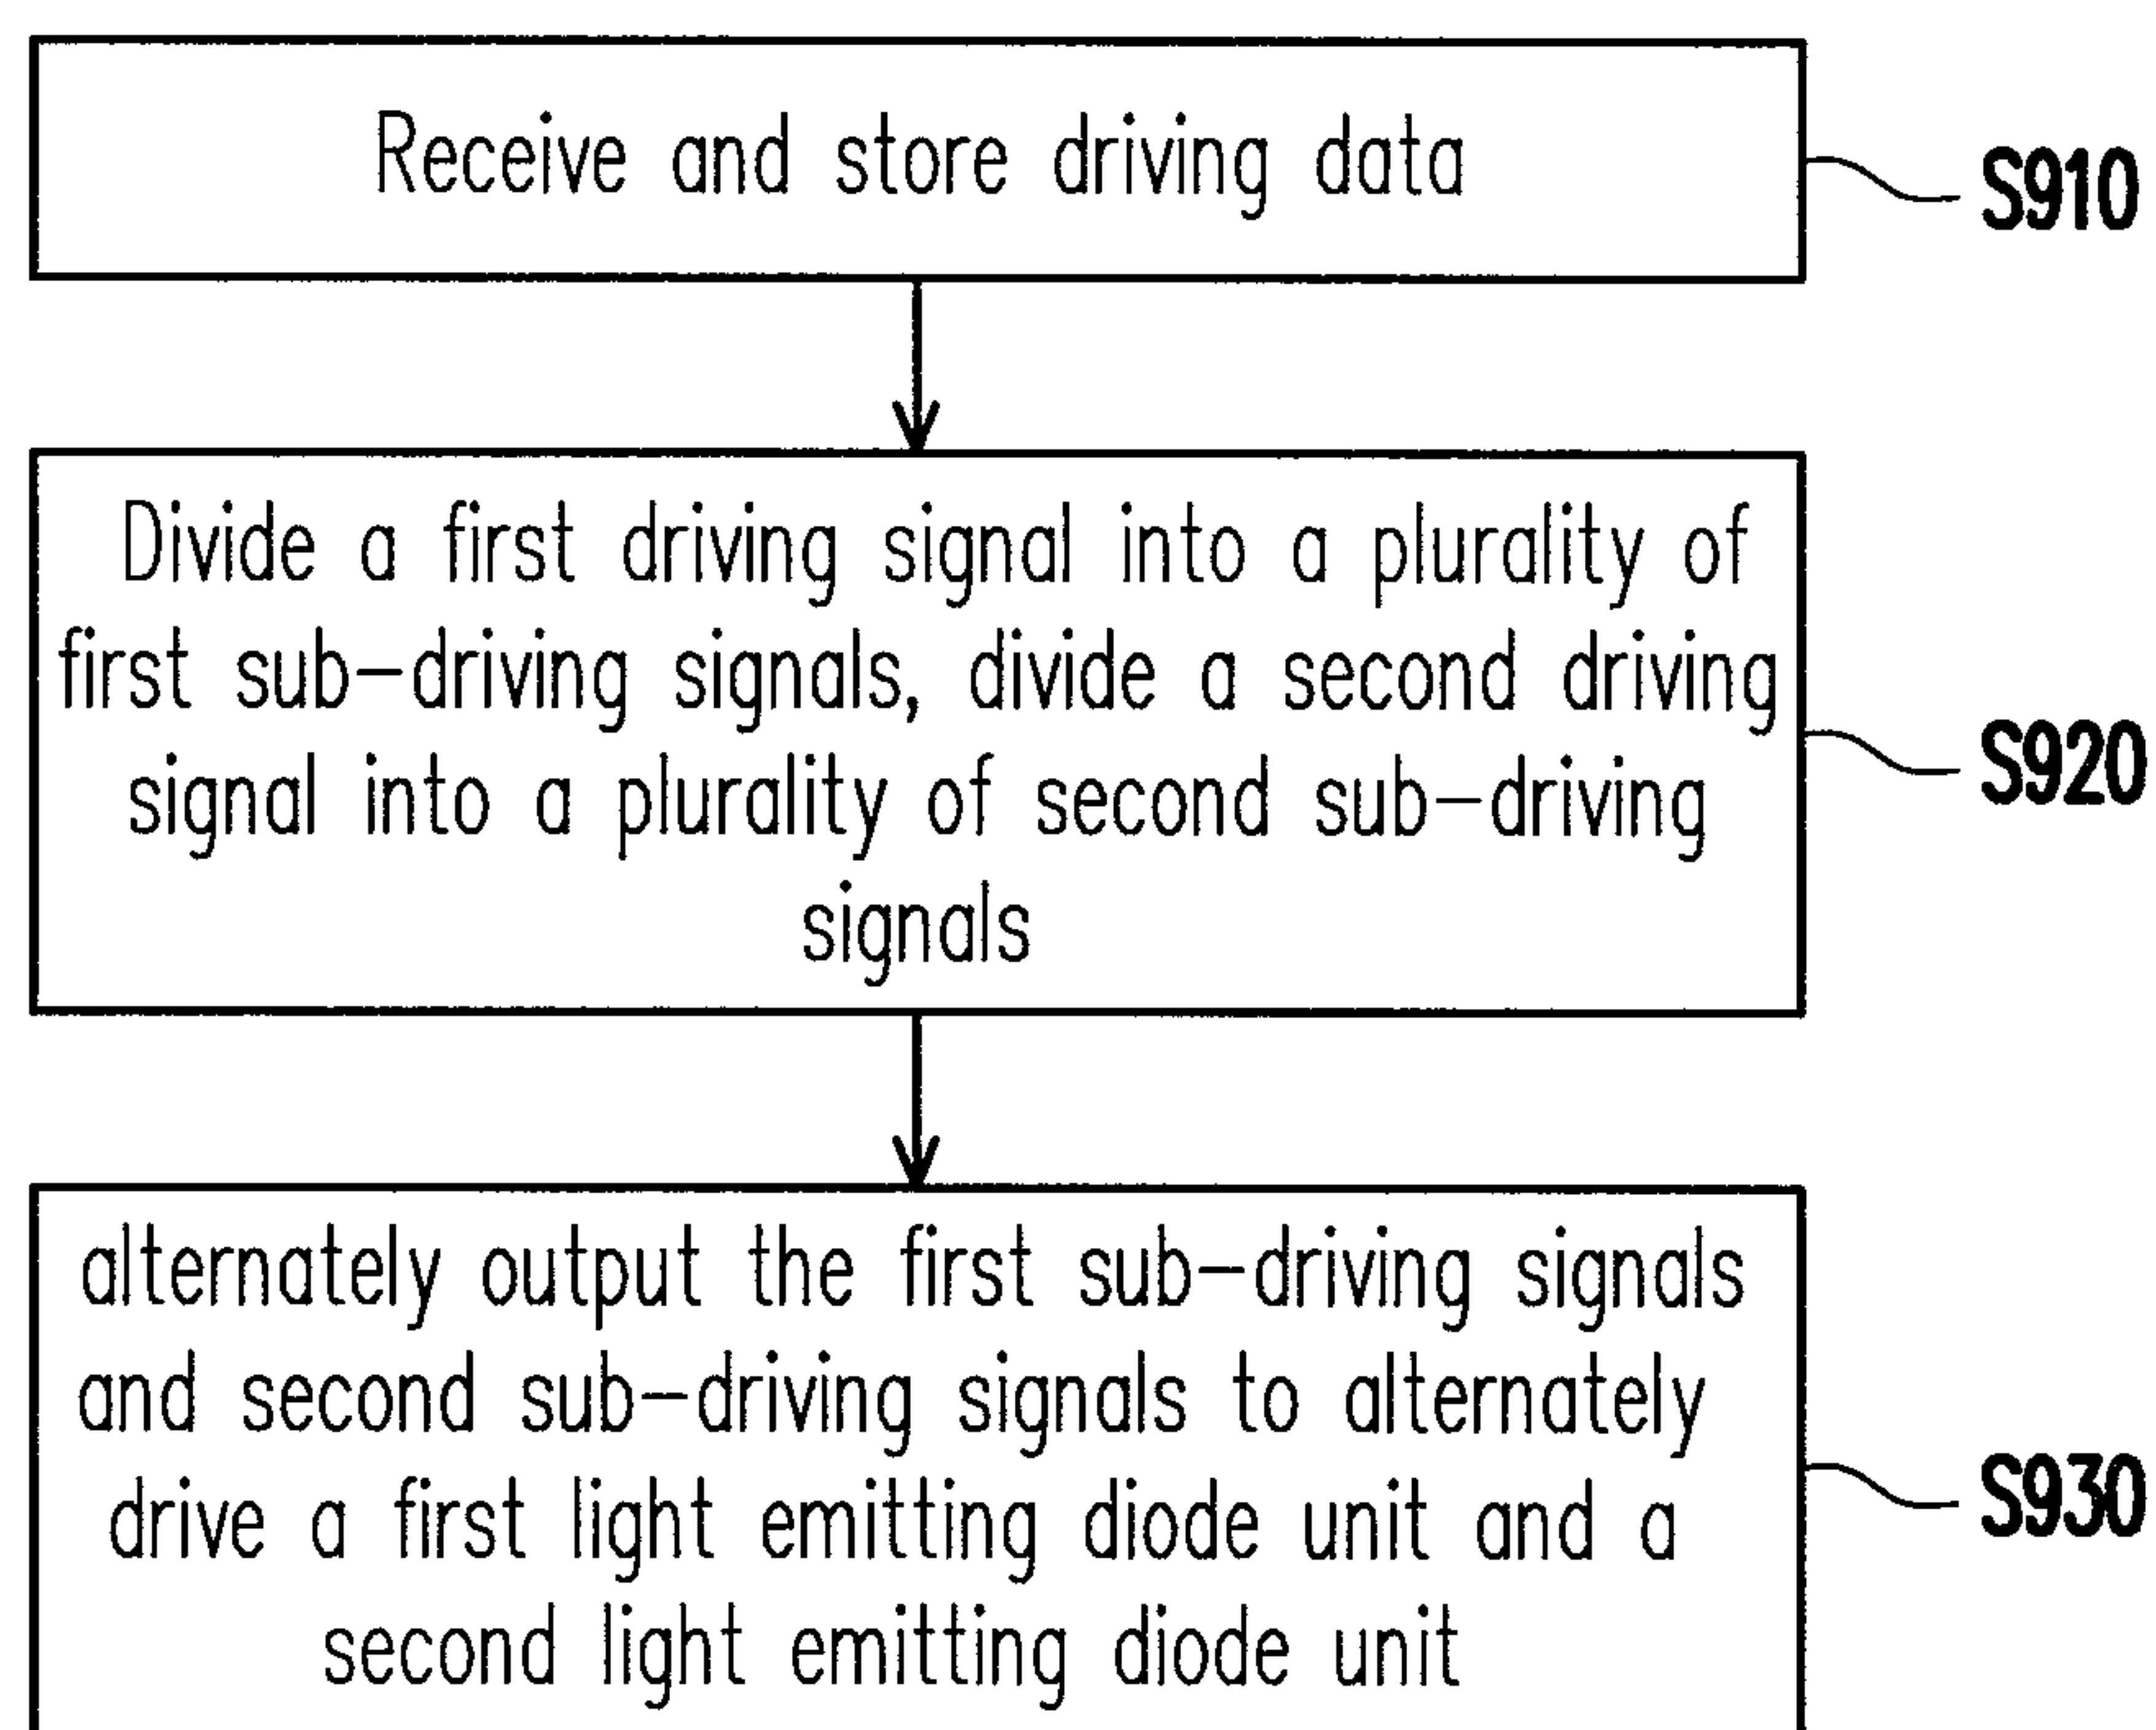 Receive and store driving data
S910
Divide a first driving signal into a plurality of
first sub-driving signals, divide a second driving
signal into a plurality of second sub-driving
signals
S920
alternately output the first sub-driving signals
and second sub-driving signals to alternately
drive a first light emitting diode unit and a
second light emitting diode unit
S930